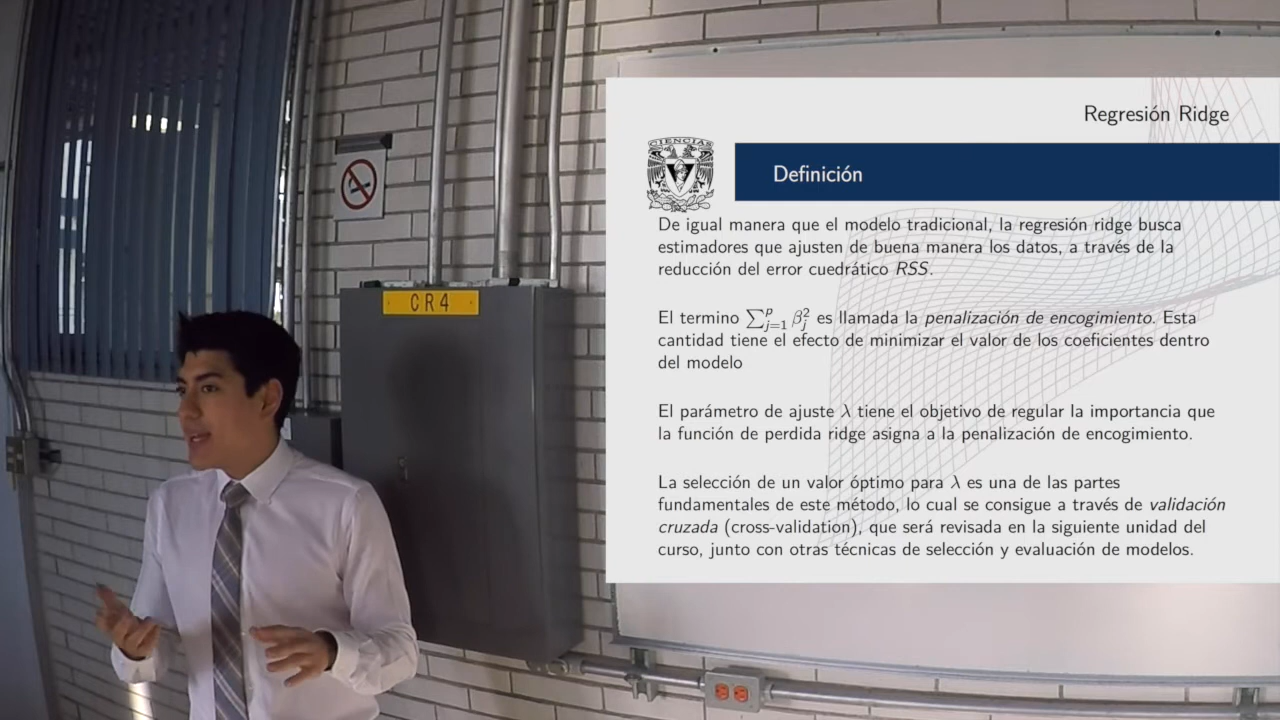 Regresión Ridge
CIENCIAS
Definición
De igual manera que el modelo tradicional, la regresión ridge busca
estimadores que ajusten de buena manera los datos, a través de la
reducción del error cuedrático RSS.
El termino ∑_{j=1}^{p} β_j^2 es llamada la penalización de encogimiento. Esta
cantidad tiene el efecto de minimizar el valor de los coeficientes dentro
del modelo
El parámetro de ajuste λ tiene el objetivo de regular la importancia que
la función de perdida ridge asigna a la penalización de encogimiento.
La selección de un valor óptimo para λ es una de las partes
fundamentales de este método, lo cual se consigue a través de validación
cruzada (cross-validation), que será revisada en la siguiente unidad del
curso, junto con otras técnicas de selección y evaluación de modelos.
CR4